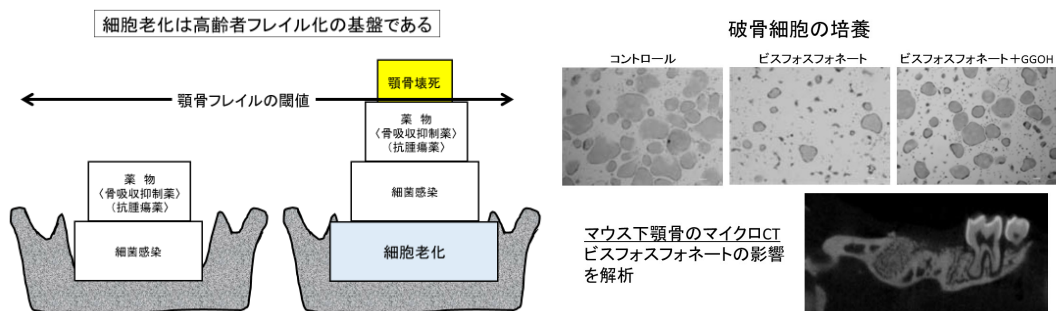 細胞老化は高齢者フレイル化の基盤である
顎骨フレイルの閾値
薬 物
〈骨吸収抑制薬〉
(抗腫瘍薬)
細菌感染
顎骨壊死
薬 物
〈骨吸収抑制薬〉
(抗腫瘍薬)
細菌感染
細胞老化
破骨細胞の培養
コントロール
ビスフォスフォネート
ビスフォスフォネート＋GGOH
マウス下顎骨のマイクロCT
ビスフォスフォネートの影響
を解析